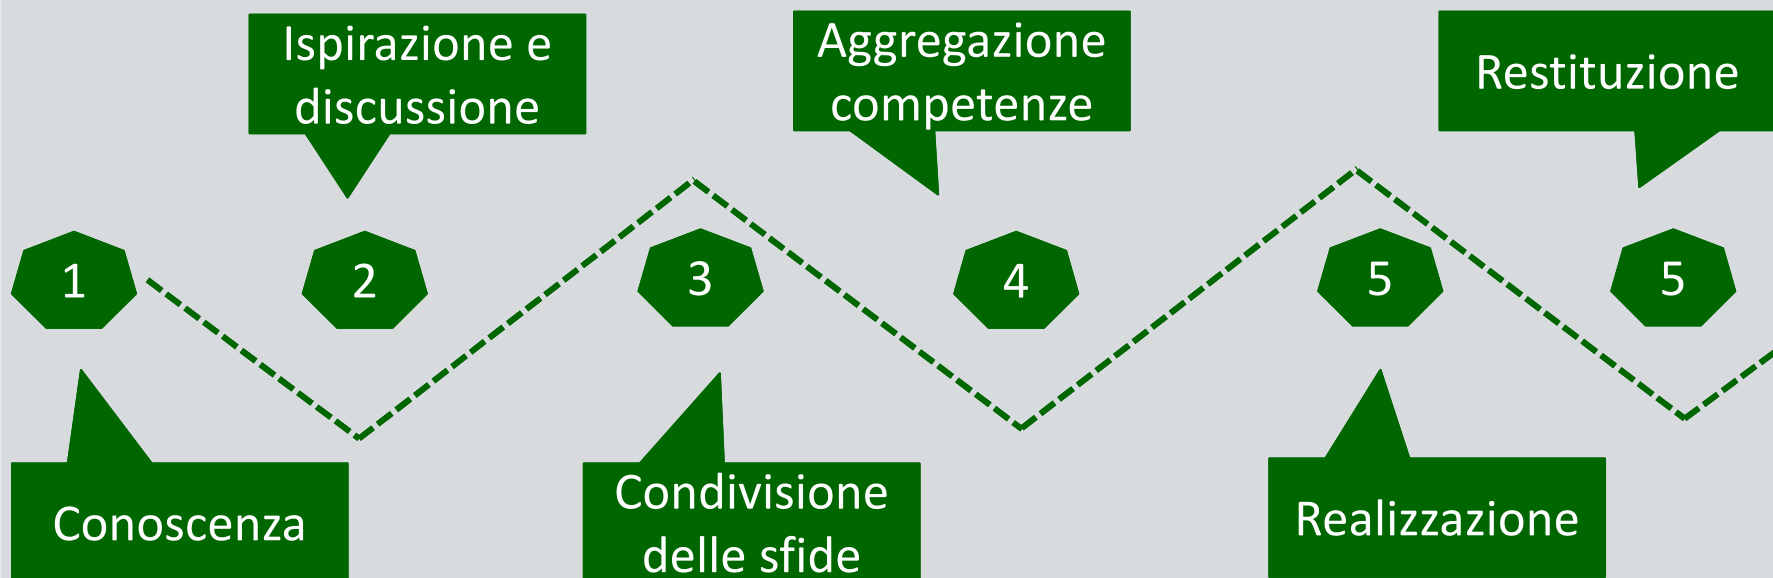 Ispirazione e
discussione
Aggregazione
competenze
Restituzione
1
2
3
4
5
5
Conoscenza
Condivisione
delle sfide
Realizzazione